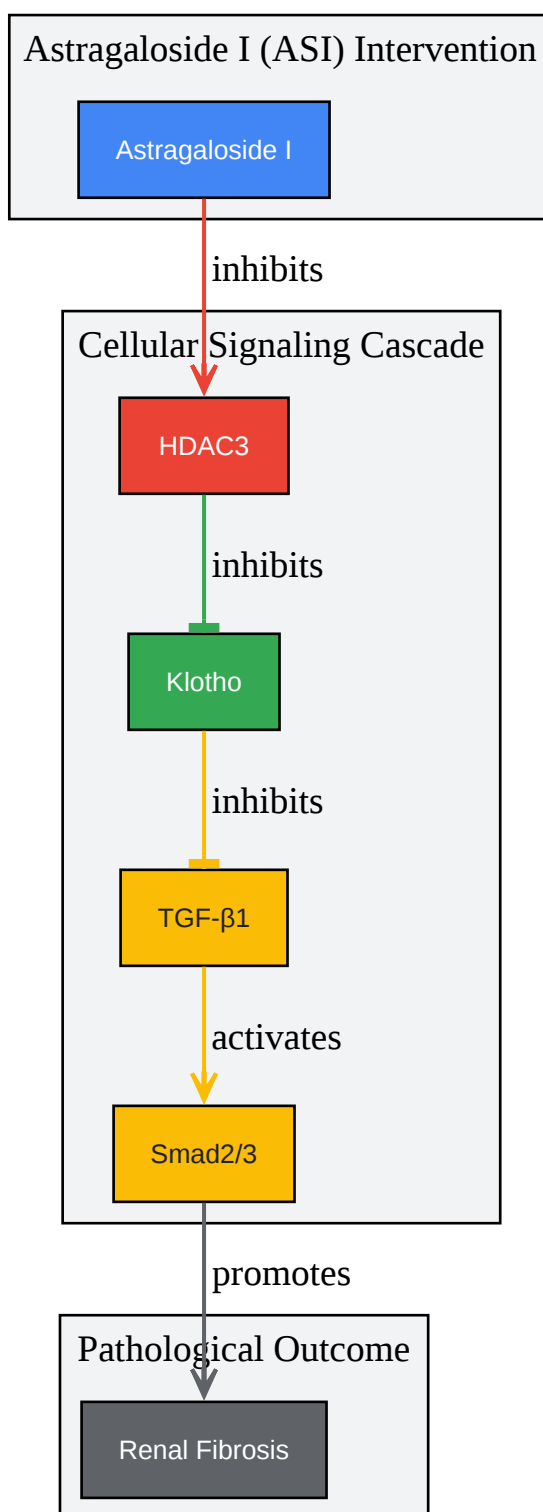 Astragaloside I (ASI) Intervention
Astragaloside I
inhibits
Cellular Signaling Cascade
HDAC3
inhibits
Klotho
inhibits
TGF-β1
activates
Smad2/3
promotes
Pathological Outcome
Renal Fibrosis